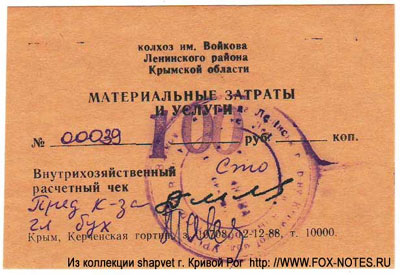 колхоз им. Войкова
Ленинского района
Крымской области
МАТЕРИАЛЬНЫЕ ЗАТРАТЫ
И УСЛУГИ
№ 00039 100 руб. коп.
Внутрихозяйственный Сто
расчетный чек
Пред к-за
гл бух
Крым, Керченская гортип. з. 0708 02-12-88, т. 10000.
Из коллекции shapvet г. Кривой Рог http: //www.FOX-NOTES.RU